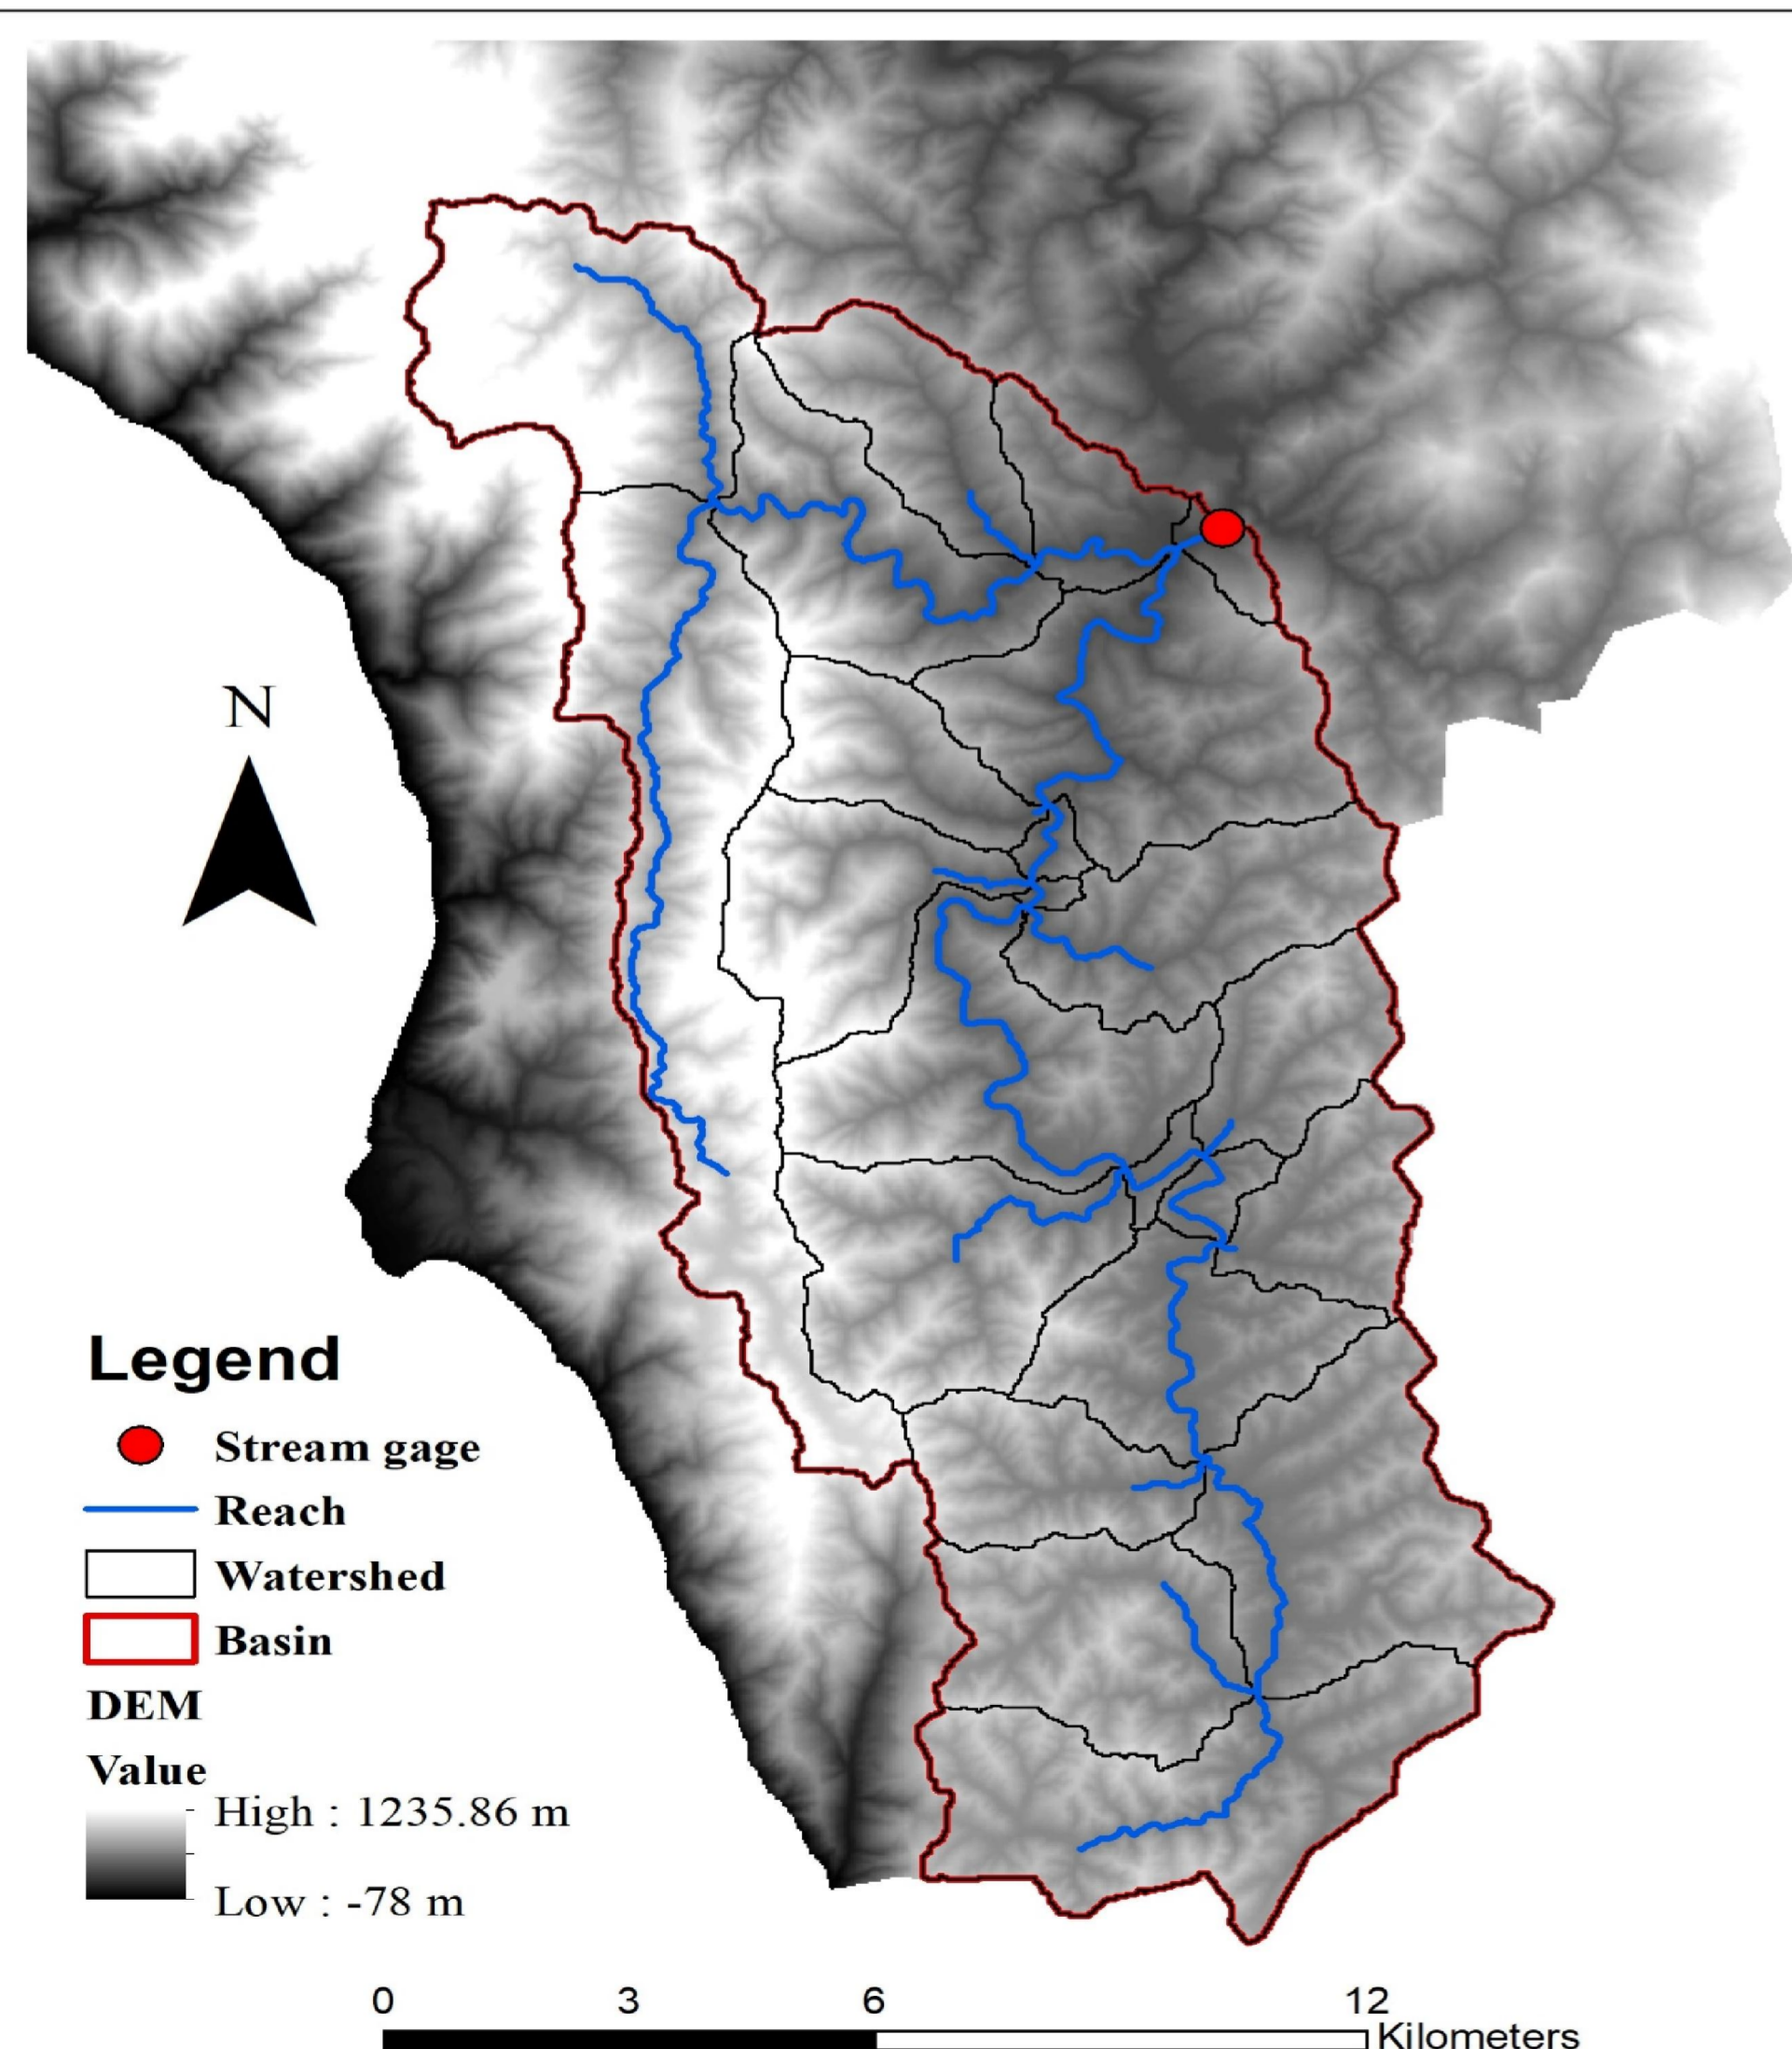 N
Legend
Stream gage
Reach
Watershed
Basin
DEM
Value
High : 1235.86 m
Low : -78 m
0 3 6 12
Kilometers